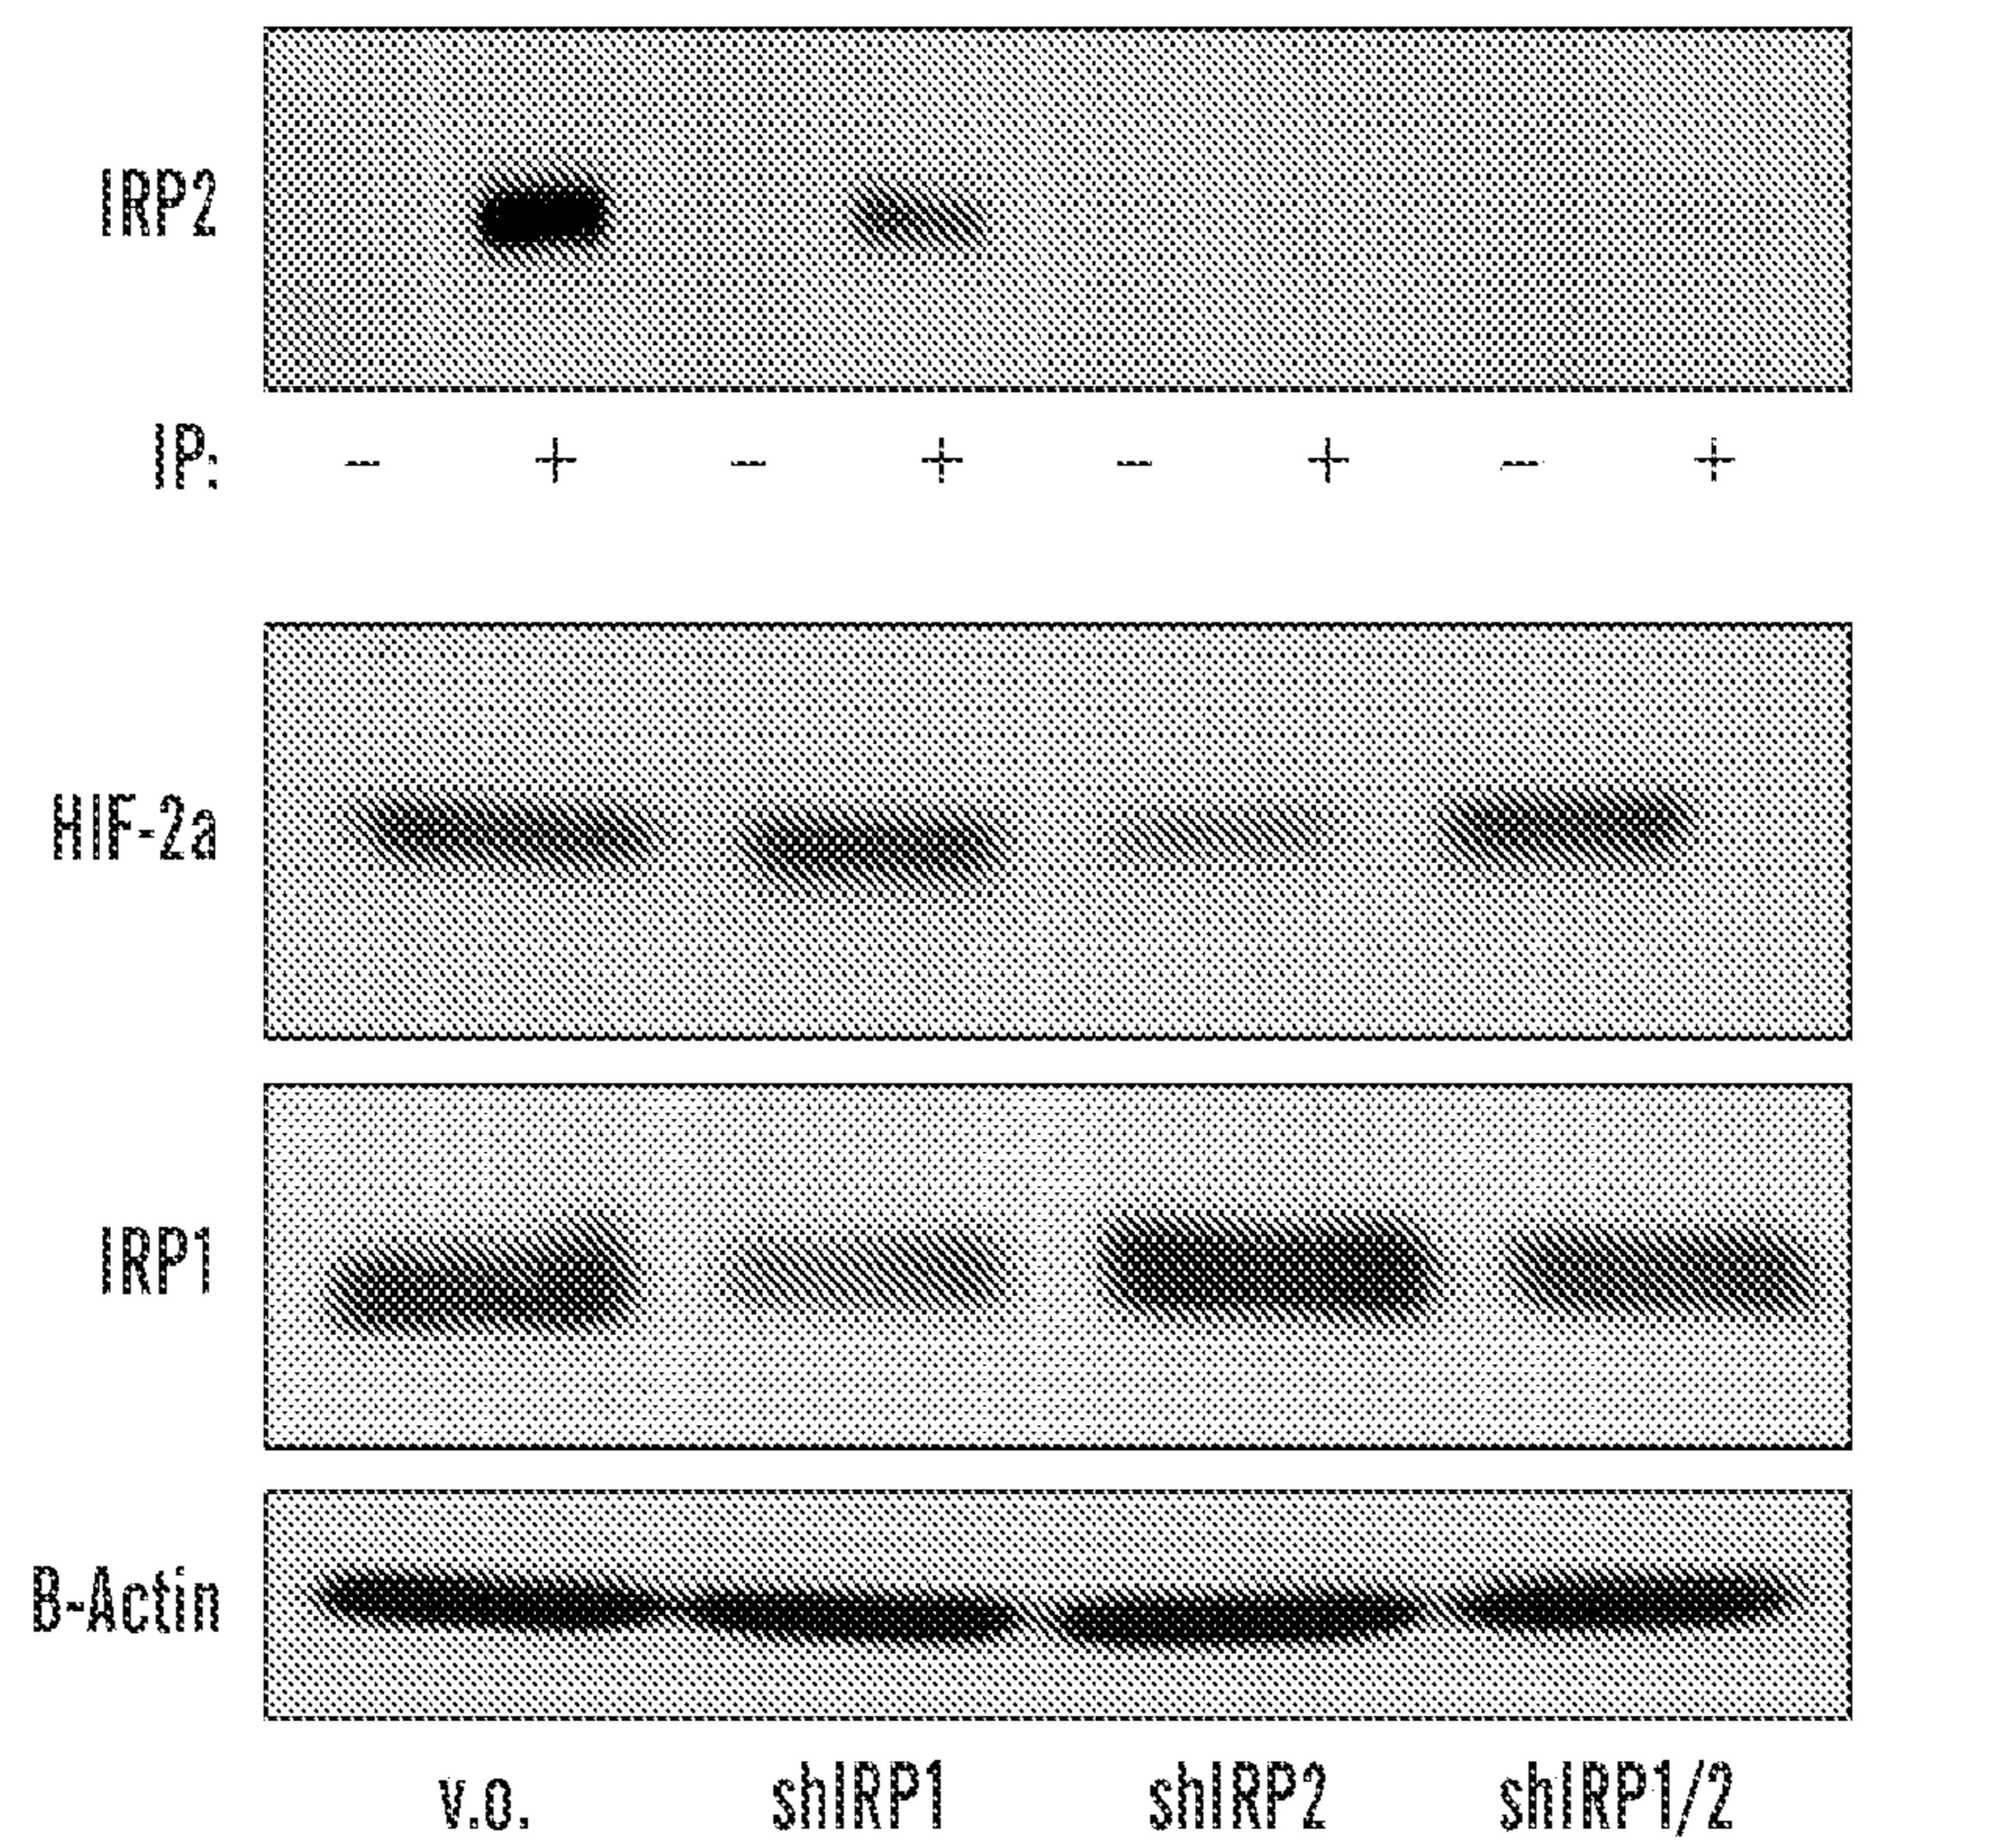 IRP2
IP: – + – + – + – +
HIF-2a
IRP1
B-Actin
v.o. shIRP1 shIRP2 shIRP1/2